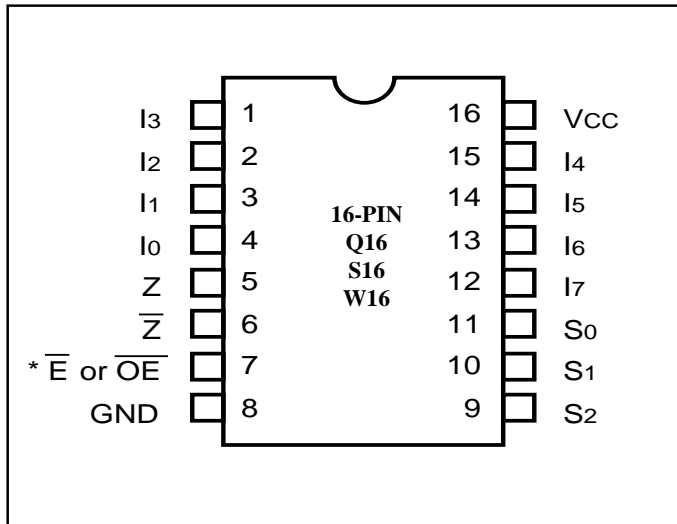 I3 1 16 VCC
I2 2 15 I4
I1 3 14 I5
I0 4 13 I6
Z 5 12 I7
Z̅ 6 11 S0
* E̅ or O̅E̅ 7 10 S1
GND 8 9 S2
16-PIN
Q16
S16
W16